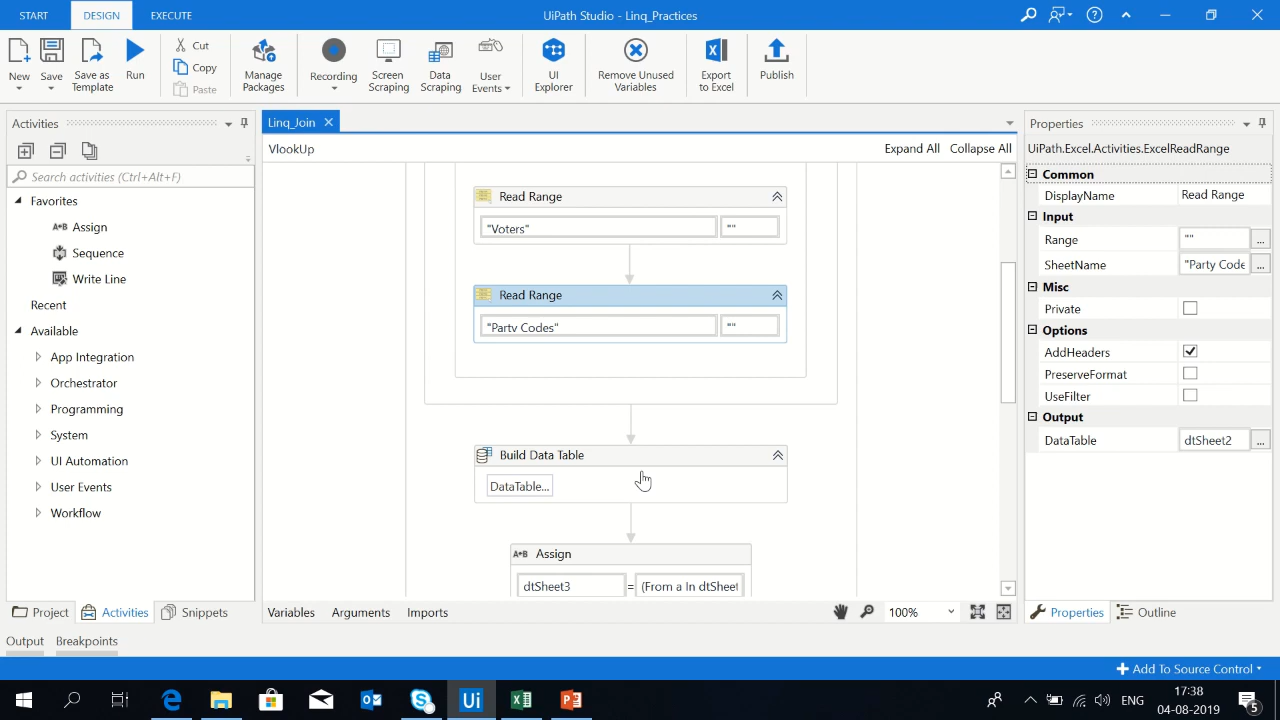 START
DESIGN
EXECUTE
UiPath Studio - Linq_Practices
New
Save
Save as Template
Run
Cut
Copy
Paste
Manage Packages
Recording
Screen Scraping
Data Scraping
User Events
UI Explorer
Remove Unused Variables
Export to Excel
Publish
Activities
Search activities (Ctrl+Alt+F)
Favorites
Assign
Sequence
Write Line
Recent
Available
App Integration
Orchestrator
Programming
System
UI Automation
User Events
Workflow
Project
Activities
Snippets
Output
Breakpoints
Linq_Join
VlookUp
Expand All
Collapse All
Read Range
"Voters"
""
Read Range
"Party Codes"
""
Build Data Table
DataTable...
A+B Assign
dtSheet3
=
(From a In dtSheet
Variables
Arguments
Imports
100%
Properties
UiPath.Excel.Activities.ExcelReadRange
Common
DisplayName
Read Range
Input
Range
""
...
SheetName
"Party Code
...
Misc
Private
Options
AddHeaders
PreserveFormat
UseFilter
Output
DataTable
dtSheet2
...
Properties
Outline
Add To Source Control
Ui
ENG
17:38
04-08-2019
5